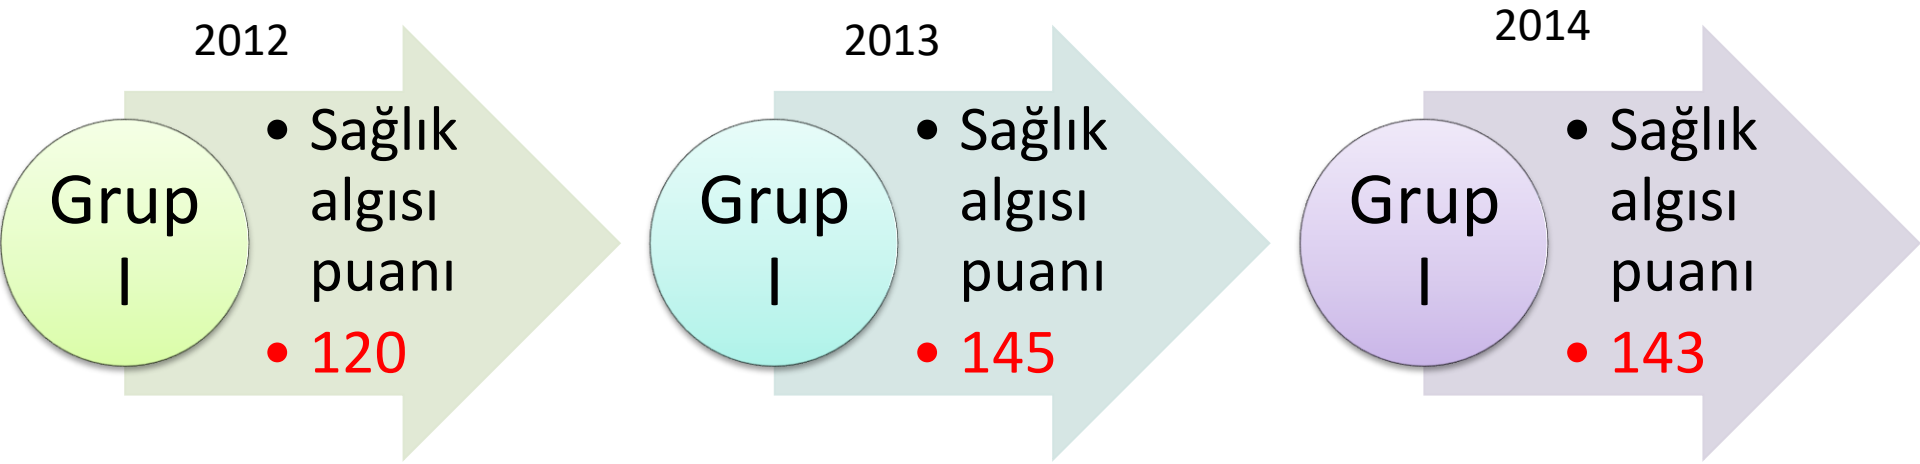 2012
Grup
I
• Sağlık
algısı
puanı
• 120
2013
Grup
I
• Sağlık
algısı
puanı
• 145
2014
Grup
I
• Sağlık
algısı
puanı
• 143